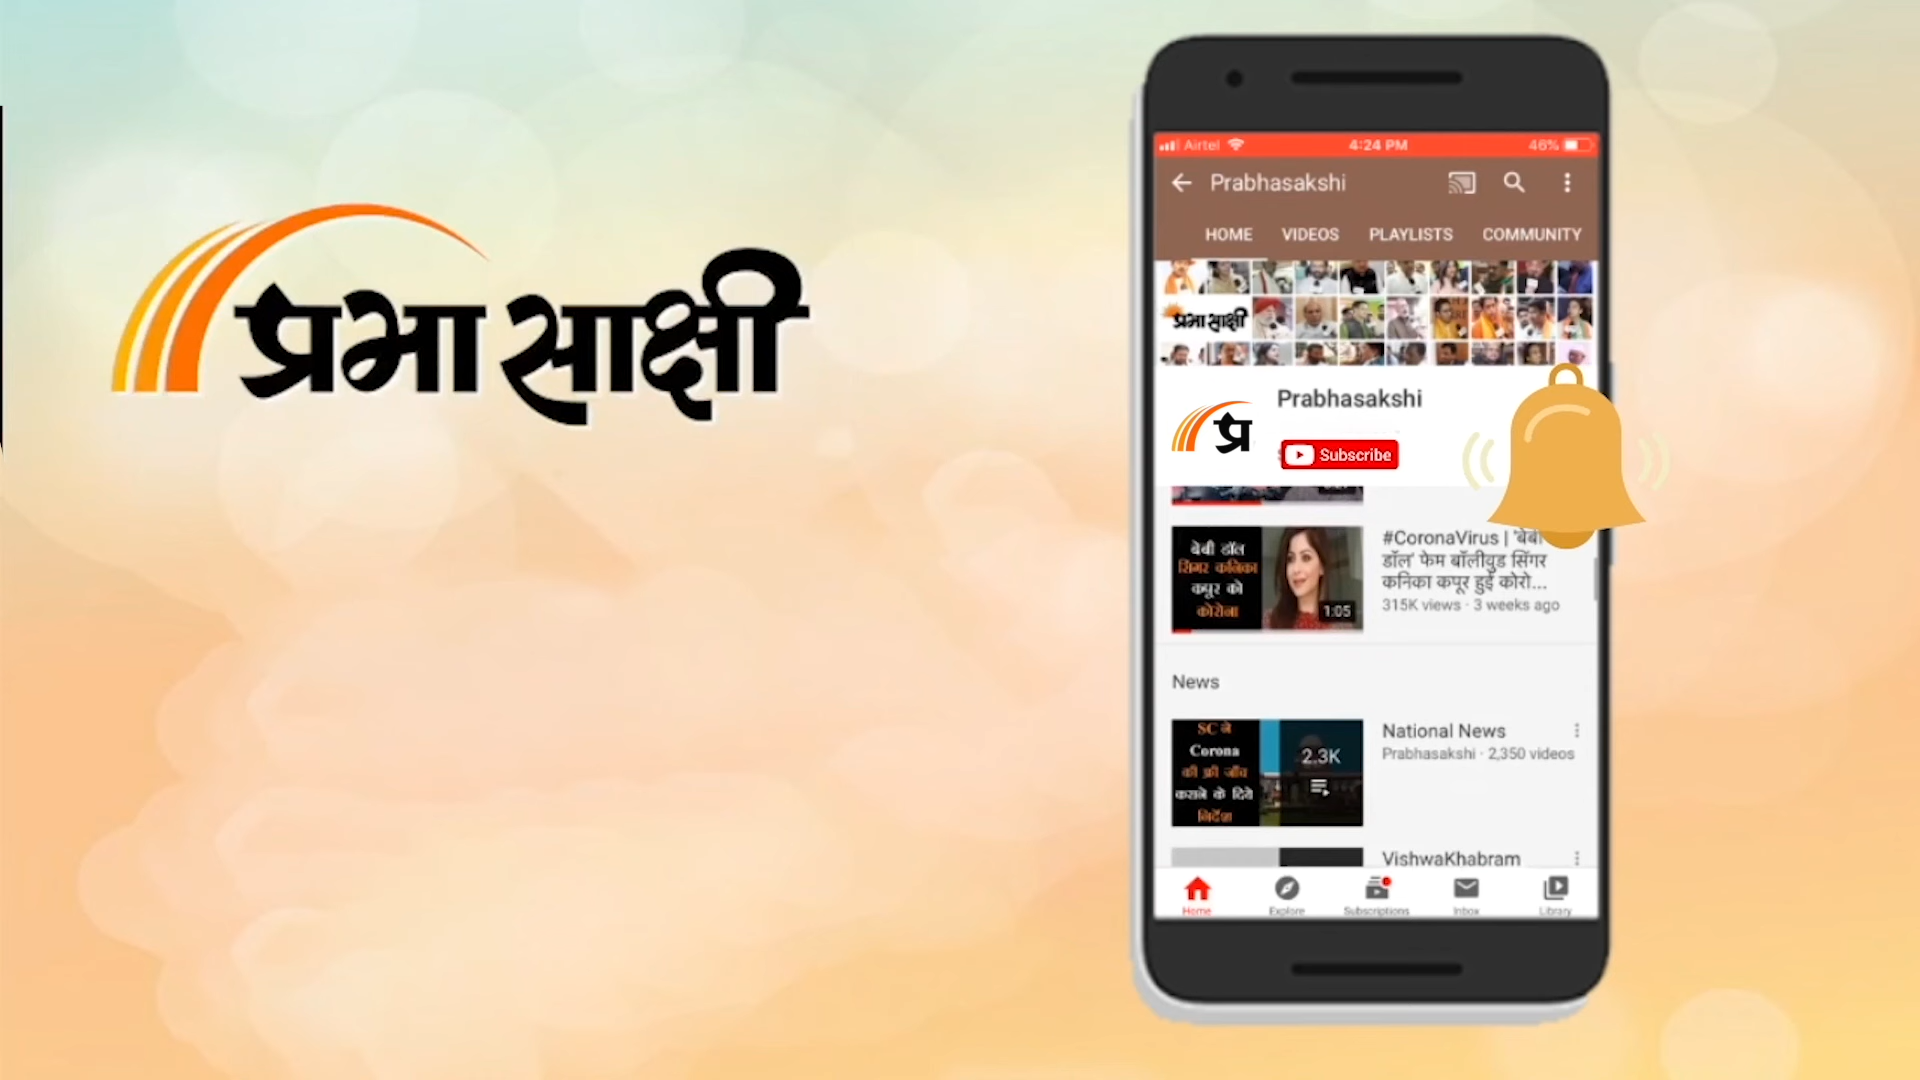 प्रभासाक्षी
Airtel
4:24 PM
46%
Prabhasakshi
HOME
VIDEOS
PLAYLISTS
COMMUNITY
प्रभासाक्षी
Prabhasakshi
प्र
Subscribe
बेबी डॉल
सिंगर कनिका
कपूर को
कोरोना
1:05
#CoronaVirus | 'बेबी
डॉल' फेम बॉलीवुड सिंगर
कनिका कपूर हुईं कोरो...
315K views · 3 weeks ago
News
SC ने
Corona
की फ्री जाँच
कराने के दिये
निर्देश
2.3K
National News
Prabhasakshi · 2,350 videos
VishwaKhabram
Home
Explore
Subscriptions
Inbox
Library